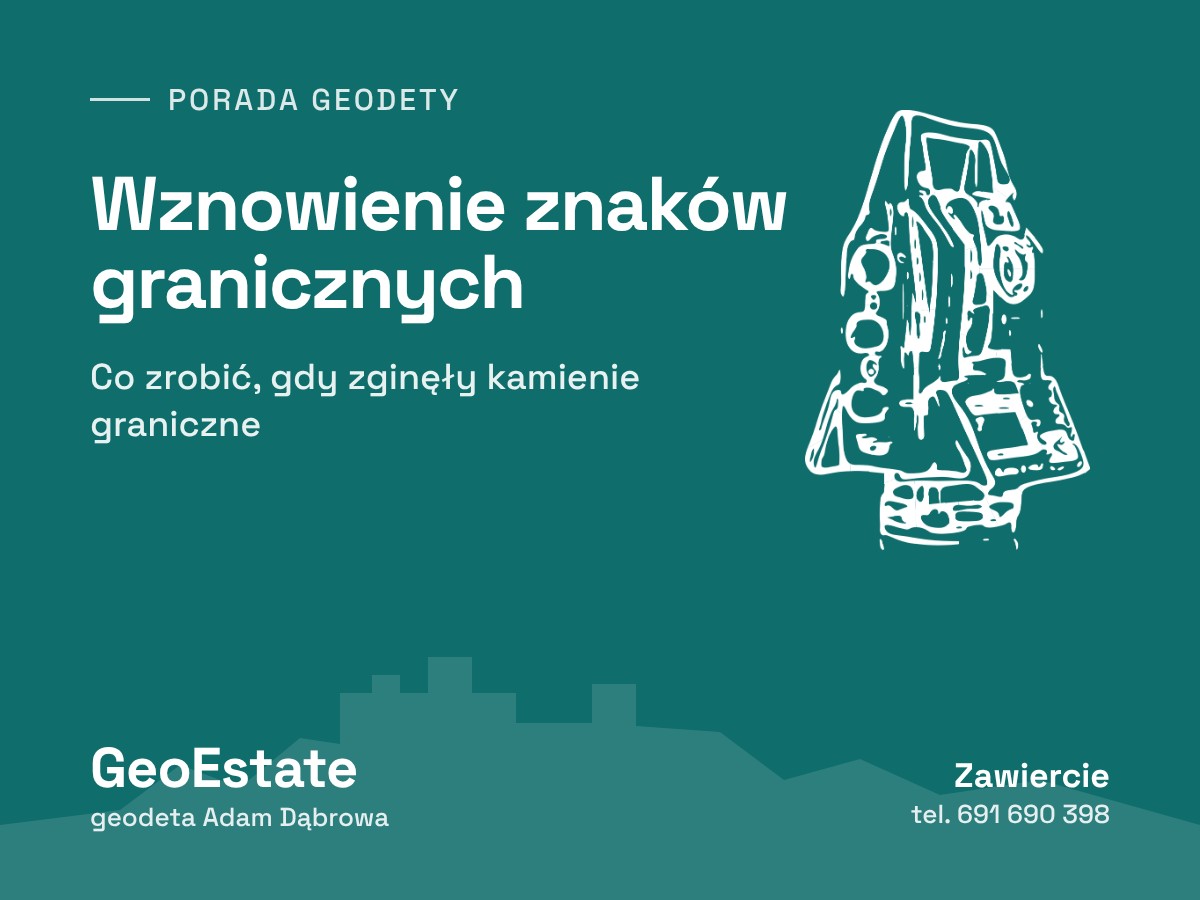 PORADA GEODETY
Wznowienie znaków
granicznych
Co zrobić, gdy zginęły kamienie
graniczne
GeoEstate
geodeta Adam Dąbrowa
Zawiercie
tel. 691 690 398